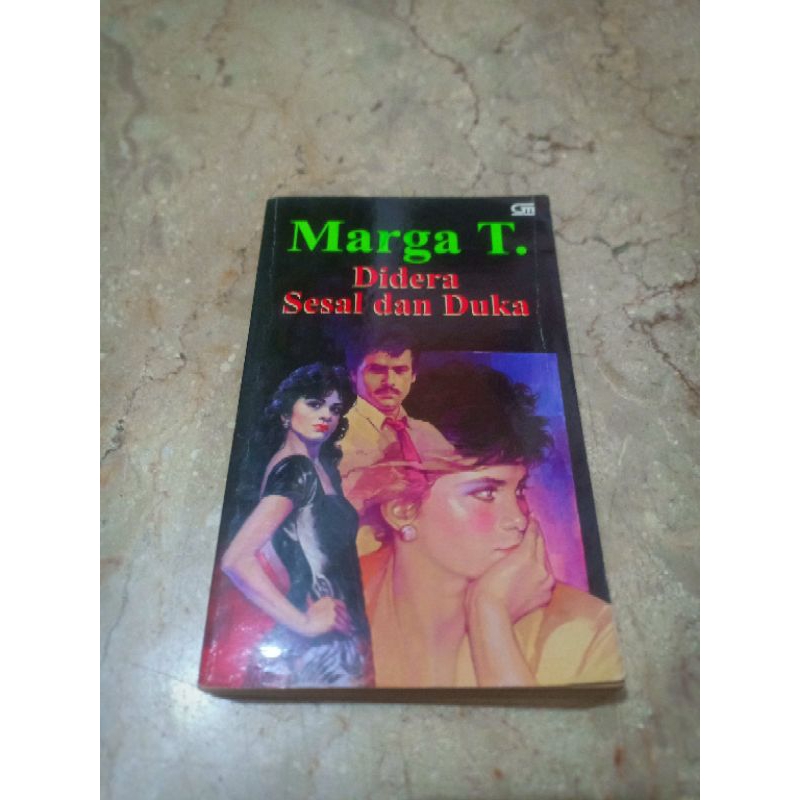 Marga T.
Didera
Sesal dan Duka